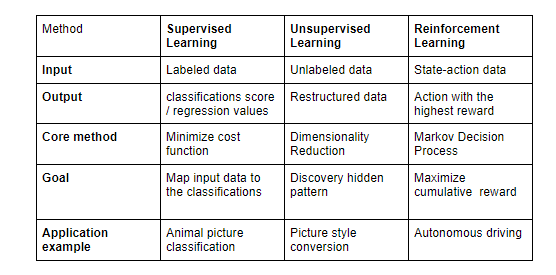 Method
Supervised
Learning
Unsupervised
Learning
Reinforcement
Learning
Input
Labeled data
Unlabeled data
State-action data
Output
classifications score
/ regression values
Restructured data
Action with the
highest reward
Core method
Minimize cost
function
Dimensionality
Reduction
Markov Decision
Process
Goal
Map input data to
the classifications
Discovery hidden
pattern
Maximize
cumulative reward
Application
example
Animal picture
classification
Picture style
conversion
Autonomous driving